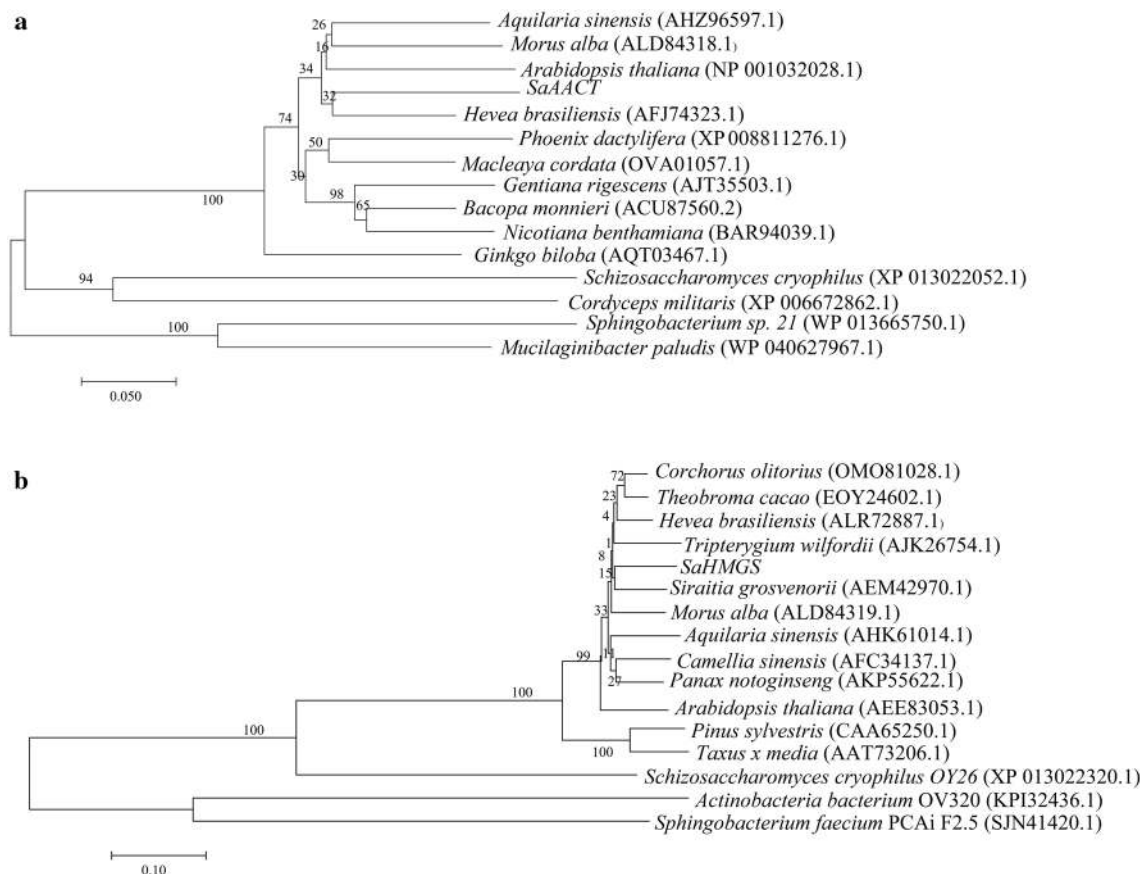 a
Aquilaria sinensis (AHZ96597.1)
26
Morus alba (ALD84318.1)
16
Arabidopsis thaliana (NP 001032028.1)
34
SaAACT
32
Hevea brasiliensis (AFJ74323.1)
74
Phoenix dactylifera (XP 008811276.1)
50
Macleaya cordata (OVA01057.1)
30
Gentiana rigescens (AJT35503.1)
98
Bacopa monnieri (ACU87560.2)
65
Nicotiana benthamiana (BAR94039.1)
100
Ginkgo biloba (AQT03467.1)
Schizosaccharomyces cryophilus (XP 013022052.1)
94
Cordyceps militaris (XP 006672862.1)
Sphingobacterium sp. 21 (WP 013665750.1)
100
Mucilaginibacter paludis (WP 040627967.1)
0.050
b
Corchorus olitorius (OMO81028.1)
72
Theobroma cacao (EOY24602.1)
23
Hevea brasiliensis (ALR72887.1)
4
Tripterygium wilfordii (AJK26754.1)
1
8
SaHMGS
15
Siraitia grosvenorii (AEM42970.1)
Morus alba (ALD84319.1)
33
Aquilaria sinensis (AHK61014.1)
11
Camellia sinensis (AFC34137.1)
99
Panax notoginseng (AKP55622.1)
27
100
Arabidopsis thaliana (AEE83053.1)
Pinus sylvestris (CAA65250.1)
100
Taxus x media (AAT73206.1)
100
Schizosaccharomyces cryophilus OY26 (XP 013022320.1)
Actinobacteria bacterium OV320 (KPI32436.1)
Sphingobacterium faecium PCAi F2.5 (SJN41420.1)
0.10